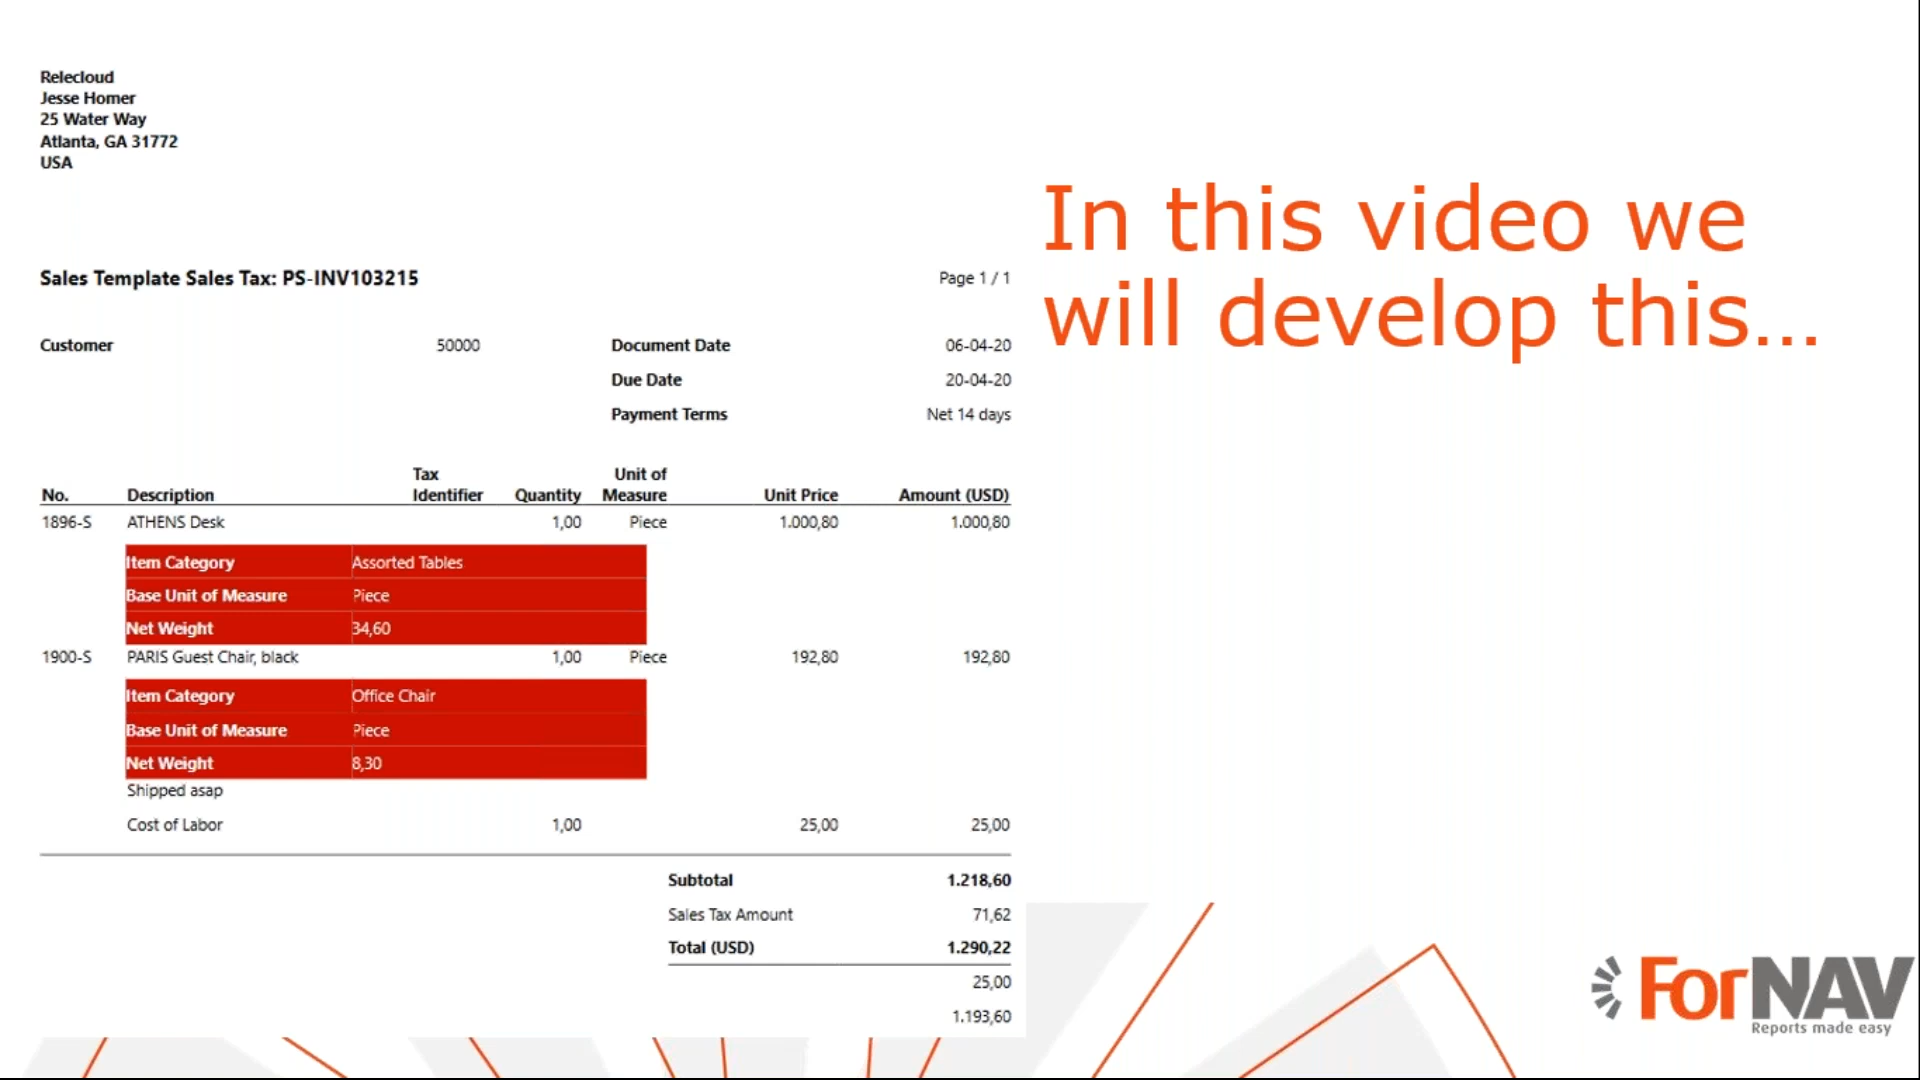 Relecloud
Jesse Homer
25 Water Way
Atlanta, GA 31772
USA
In this video we
will develop this...
Sales Template Sales Tax: PS-INV103215 Page 1 / 1
Customer 50000 Document Date 06-04-20
Due Date 20-04-20
Payment Terms Net 14 days
Tax Unit of
No. Description Identifier Quantity Measure Unit Price Amount (USD)
1896-S ATHENS Desk 1,00 Piece 1.000,80 1.000,80
Item Category Assorted Tables
Base Unit of Measure Piece
Net Weight 34,60
1900-S PARIS Guest Chair, black 1,00 Piece 192,80 192,80
Item Category Office Chair
Base Unit of Measure Piece
Net Weight 8,30
Shipped asap
Cost of Labor 1,00 25,00 25,00
Subtotal 1.218,60
Sales Tax Amount 71,62
Total (USD) 1.290,22
25,00
1.193,60
ForNAV
Reports made easy